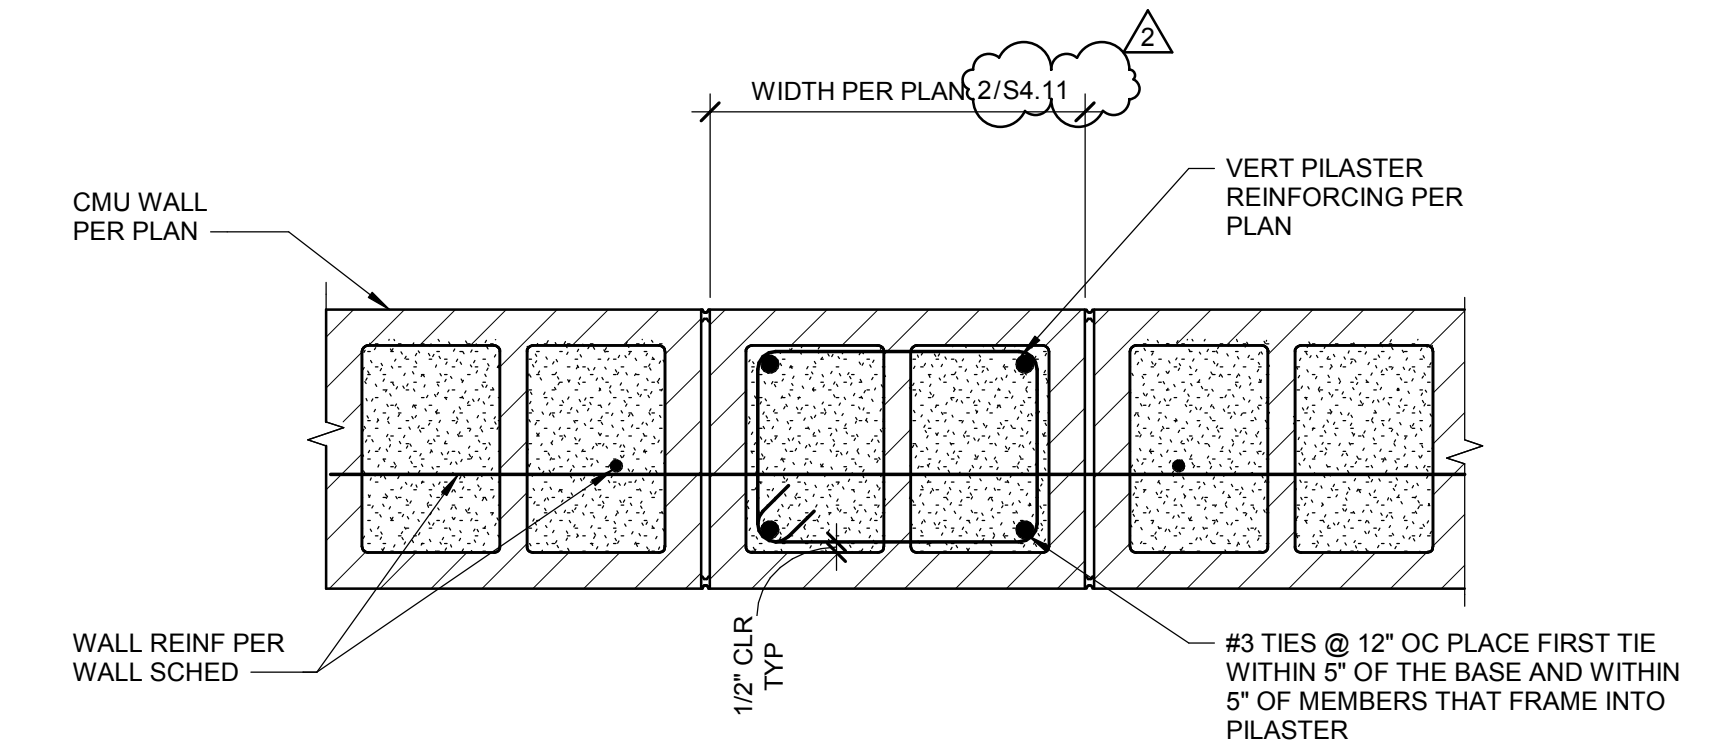 2
WIDTH PER PLAN 2/S4.11
VERT PILASTER
REINFORCING PER
PLAN
CMU WALL
PER PLAN
WALL REINF PER
WALL SCHED
1/2" CLR
TYP
#3 TIES @ 12" OC PLACE FIRST TIE
WITHIN 5" OF THE BASE AND WITHIN
5" OF MEMBERS THAT FRAME INTO
PILASTER